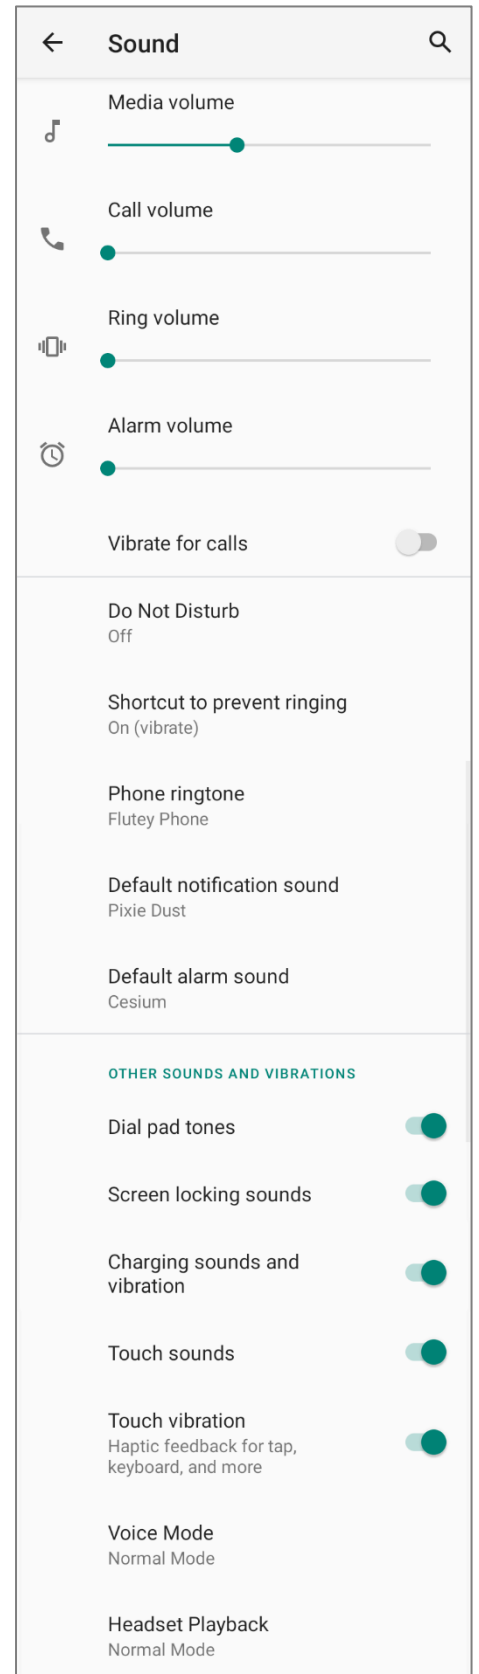 Sound
Media volume
Call volume
Ring volume
Alarm volume
Vibrate for calls
Do Not Disturb
Off
Shortcut to prevent ringing
On (vibrate)
Phone ringtone
Flutey Phone
Default notification sound
Pixie Dust
Default alarm sound
Cesium
OTHER SOUNDS AND VIBRATIONS
Dial pad tones
Screen locking sounds
Charging sounds and
vibration
Touch sounds
Touch vibration
Haptic feedback for tap,
keyboard, and more
Voice Mode
Normal Mode
Headset Playback
Normal Mode